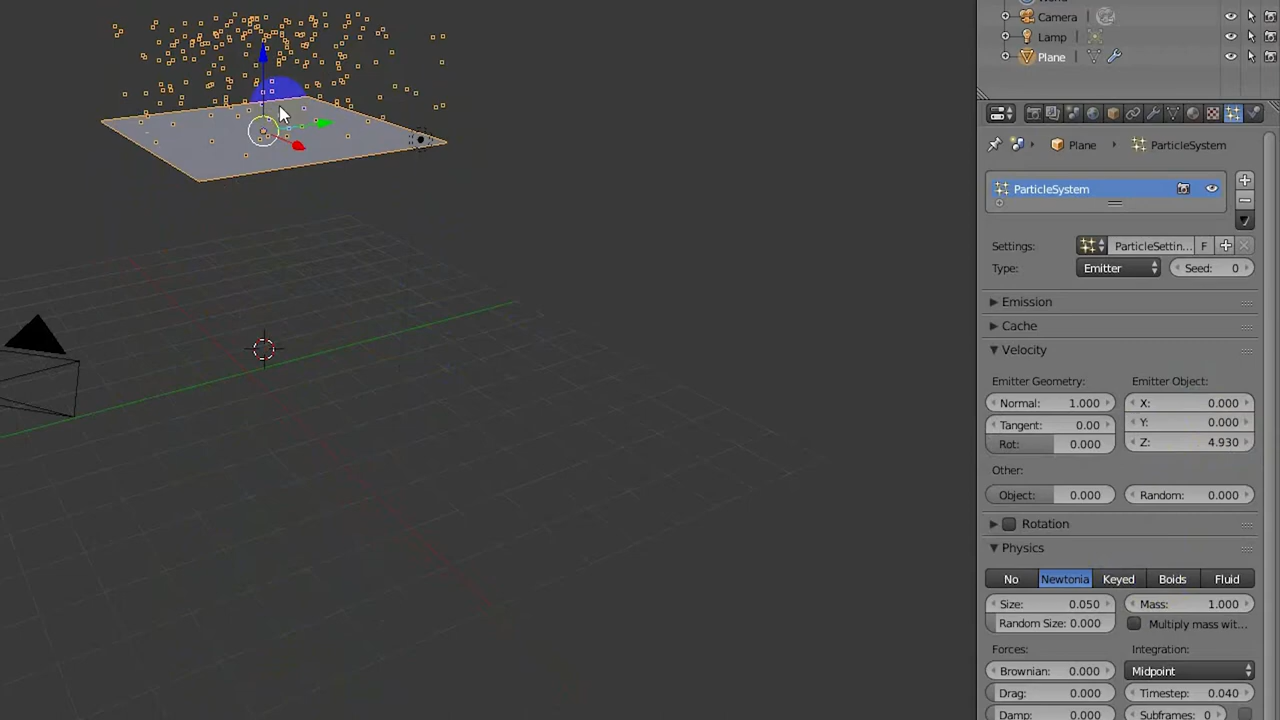 Camera
Lamp
Plane
Plane ParticleSystem
ParticleSystem
Settings: ParticleSettin... F
Type: Emitter Seed: 0
Emission
Cache
Velocity
Emitter Geometry: Emitter Object:
Normal: 1.000 X: 0.000
Tangent: 0.00 Y: 0.000
Rot: 0.000 Z: 4.930
Other:
Object: 0.000 Random: 0.000
Rotation
Physics
No Newtonia Keyed Boids Fluid
Size: 0.050 Mass: 1.000
Random Size: 0.000 Multiply mass wit...
Forces: Integration:
Brownian: 0.000 Midpoint
Drag: 0.000 Timestep: 0.040
Damp: 0.000 Subframes: 0